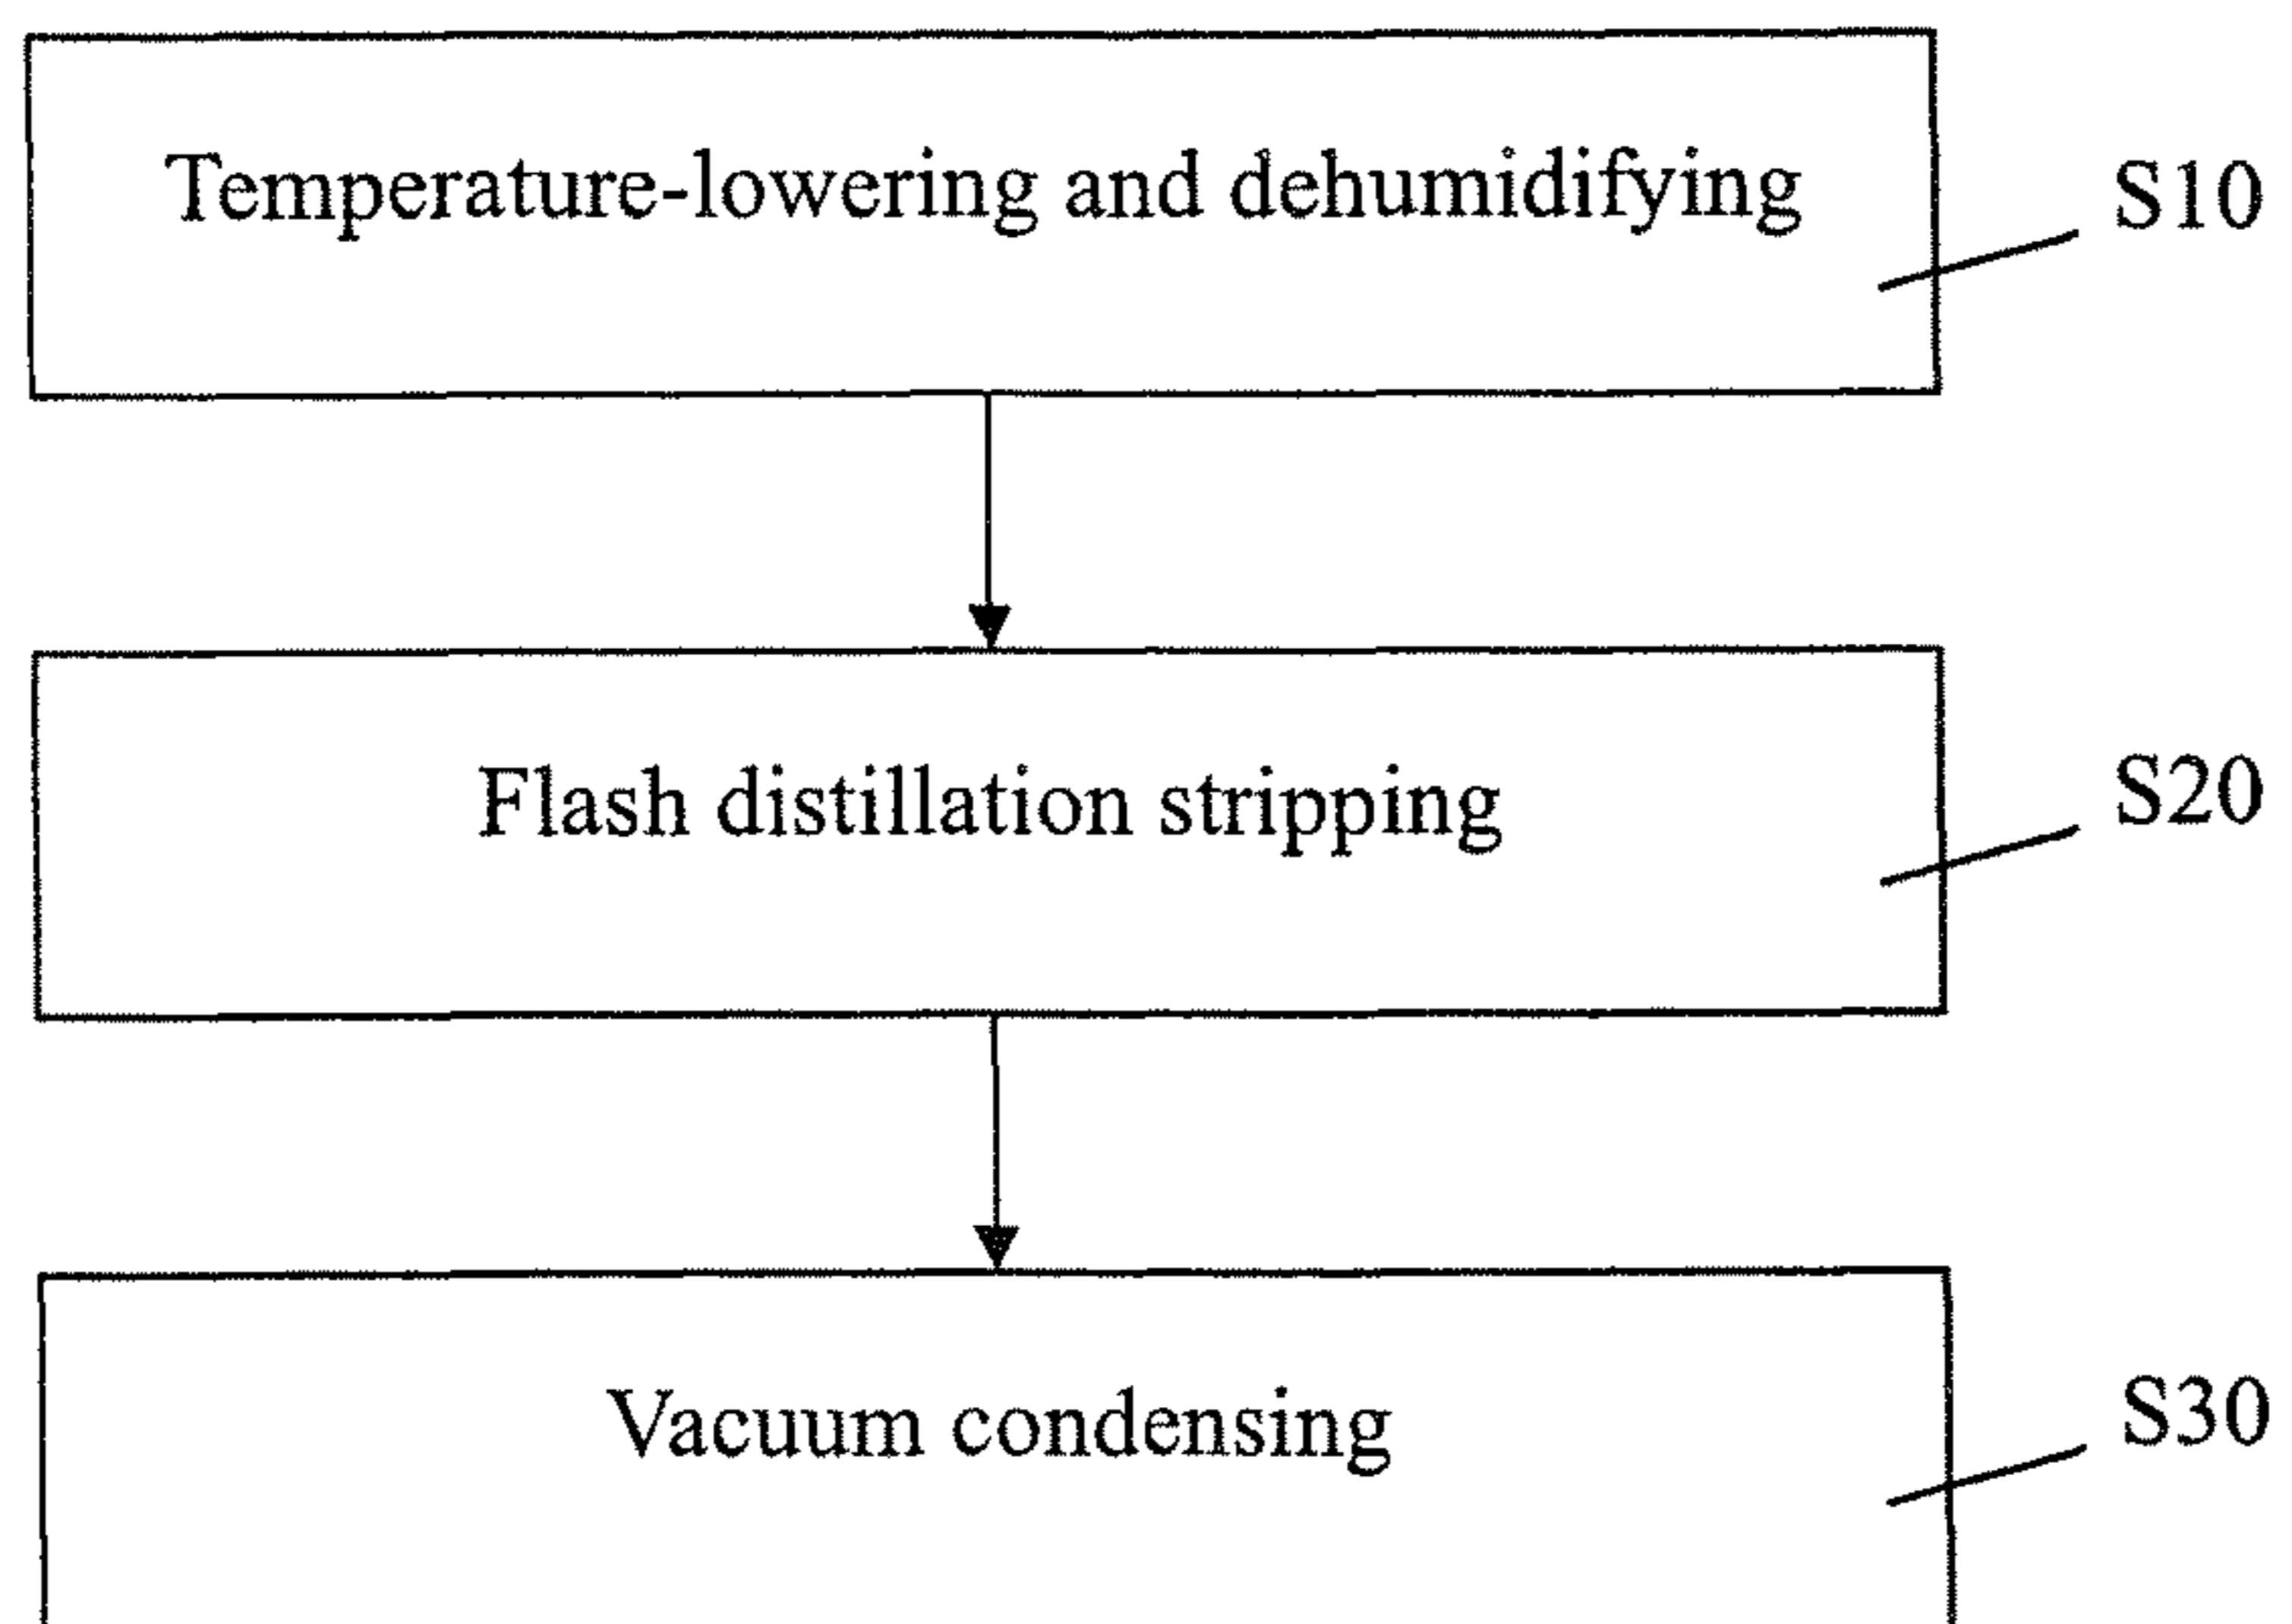 Temperature-lowering and dehumidifying
S10
Flash distillation stripping
S20
Vacuum condensing
S30